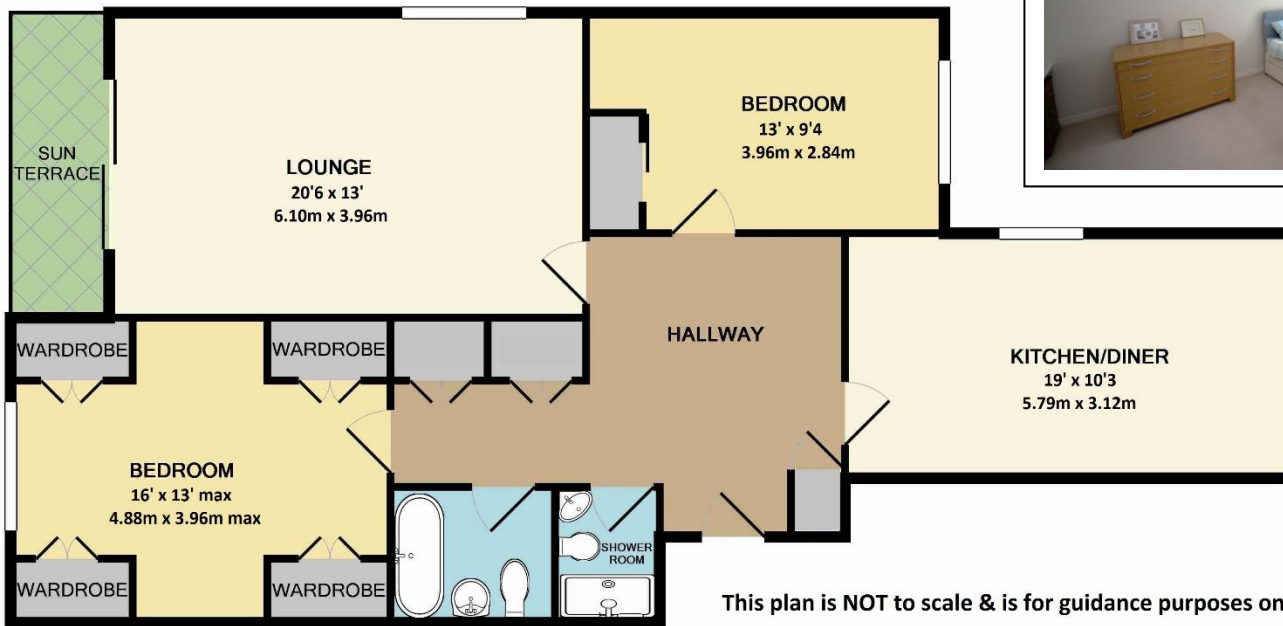 SUN
TERRACE
LOUNGE
20'6 x 13'
6.10m x 3.96m
BEDROOM
13' x 9'4
3.96m x 2.84m
HALLWAY
KITCHEN/DINER
19' x 10'3
5.79m x 3.12m
WARDROBE
WARDROBE
BEDROOM
16' x 13' max
4.88m x 3.96m max
WARDROBE
WARDROBE
SHOWER
ROOM
This plan is NOT to scale & is for guidance purposes on